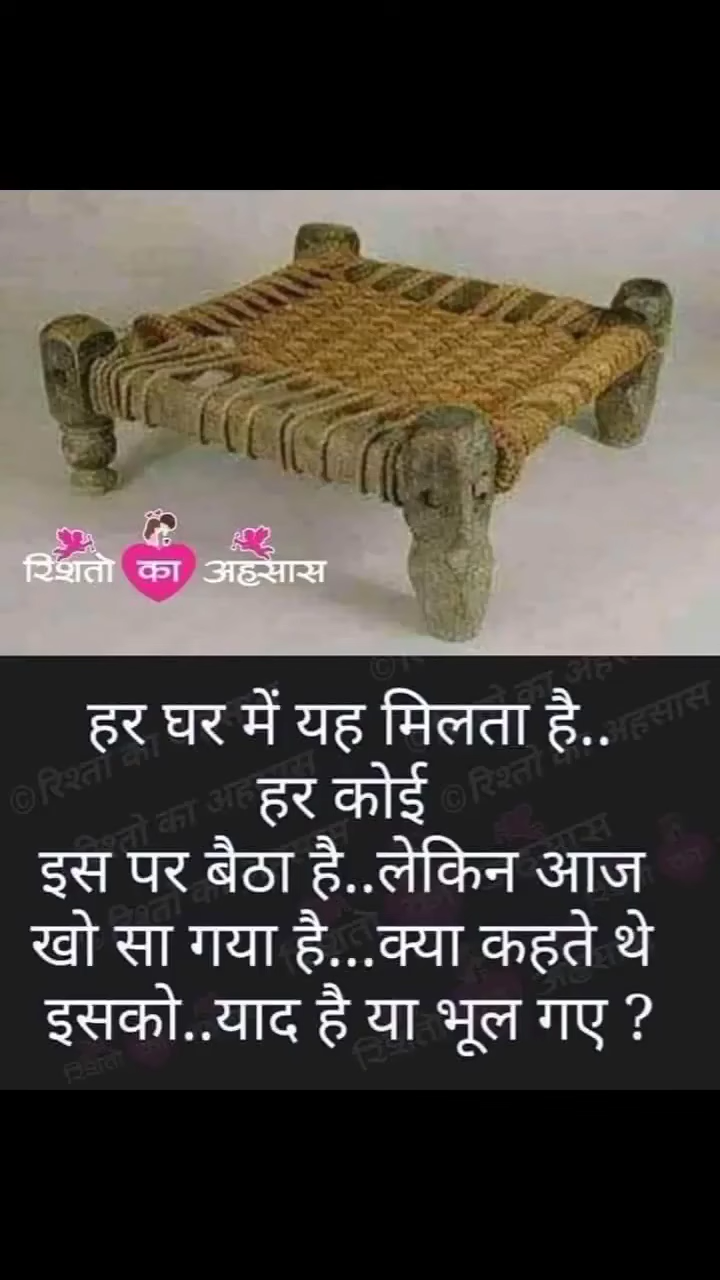 रिश्तो का अहसास
हर घर में यह मिलता है..
हर कोई
इस पर बैठा है..लेकिन आज
खो सा गया है...क्या कहते थे
इसको..याद है या भूल गए ?